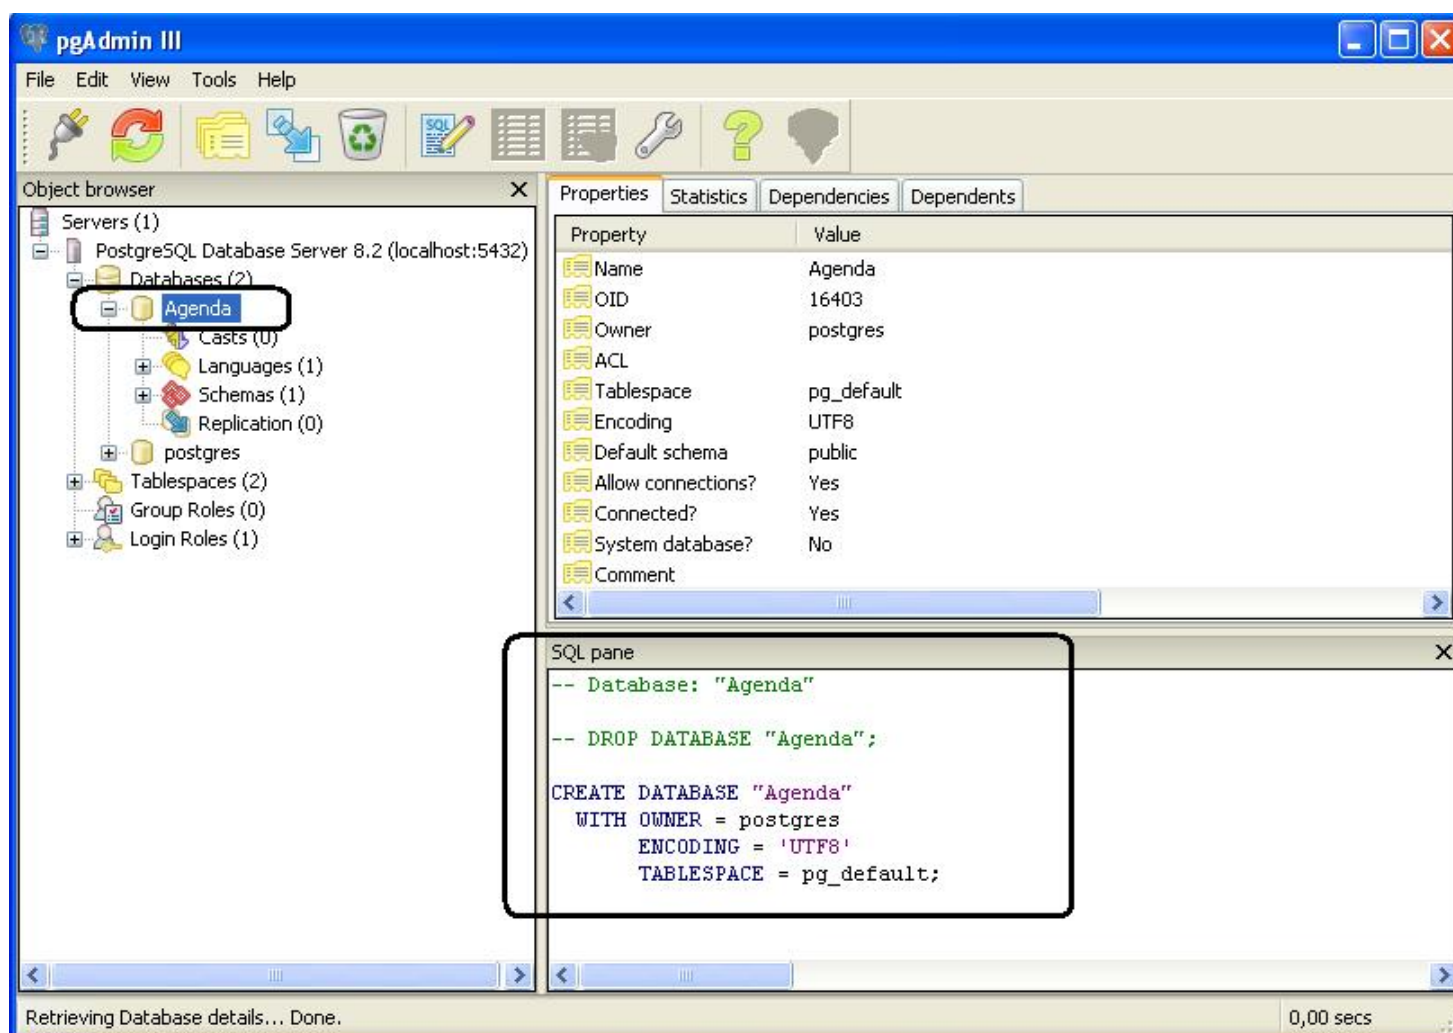 pgAdmin III
File Edit View Tools Help
SQL
Object browser
Servers (1)
PostgreSQL Database Server 8.2 (localhost:5432)
Databases (2)
Agenda
Casts (0)
Languages (1)
Schemas (1)
Replication (0)
postgres
Tablespaces (2)
Group Roles (0)
Login Roles (1)
Properties Statistics Dependencies Dependents
Property Value
Name Agenda
OID 16403
Owner postgres
ACL
Tablespace pg_default
Encoding UTF8
Default schema public
Allow connections? Yes
Connected? Yes
System database? No
Comment
SQL pane
-- Database: "Agenda"
-- DROP DATABASE "Agenda";
CREATE DATABASE "Agenda"
WITH OWNER = postgres
ENCODING = 'UTF8'
TABLESPACE = pg_default;
Retrieving Database details... Done. 0,00 secs